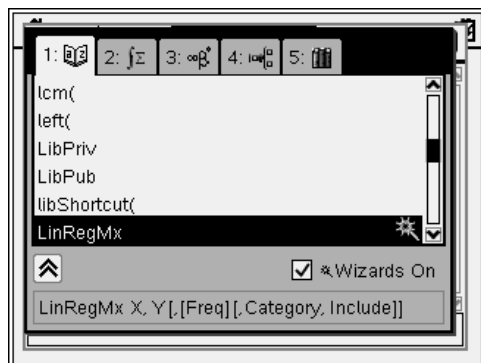 1: 2: ∫Σ 3: ∞β° 4: 5:
lcm(
left(
LibPriv
LibPub
libShortcut(
LinRegMx
Wizards On
LinRegMx X, Y[,[Freq][,Category, Include]]